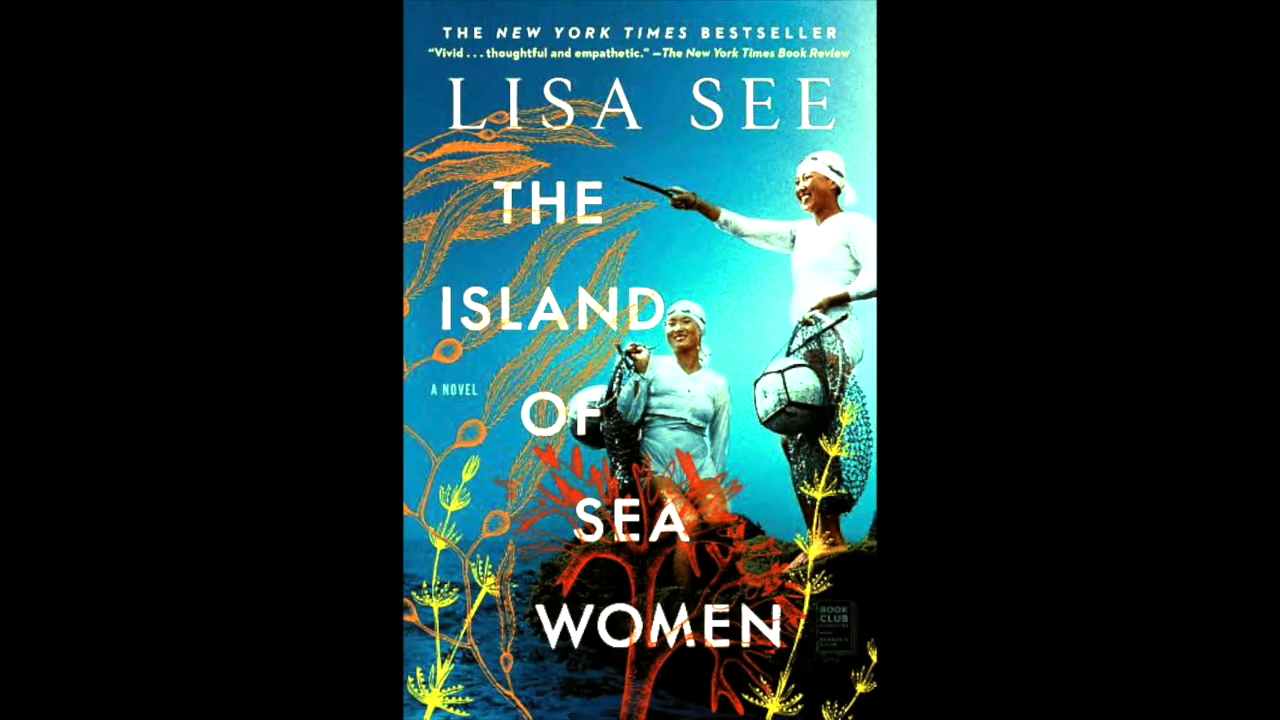 THE NEW YORK TIMES BESTSELLER
“Vivid . . . thoughtful and empathetic.” —The New York Times Book Review
LISA SEE
THE
ISLAND
A NOVEL
OF
SEA
WOMEN
BOOK
CLUB